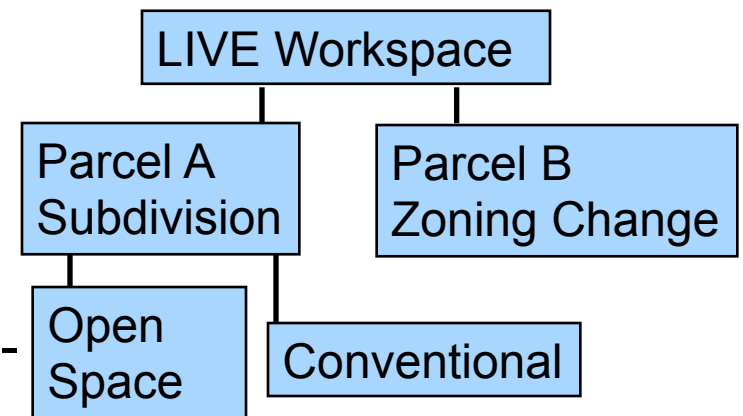 LIVE Workspace
Parcel A
Subdivision
Parcel B
Zoning Change
-
Open
Space
Conventional